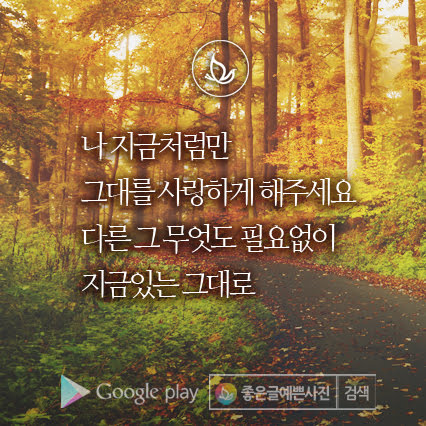 나 지금처럼만
그대를 사랑하게 해주세요
다른 그 무엇도 필요없이
지금있는 그대로
Google play
좋은글예쁜사진 검색